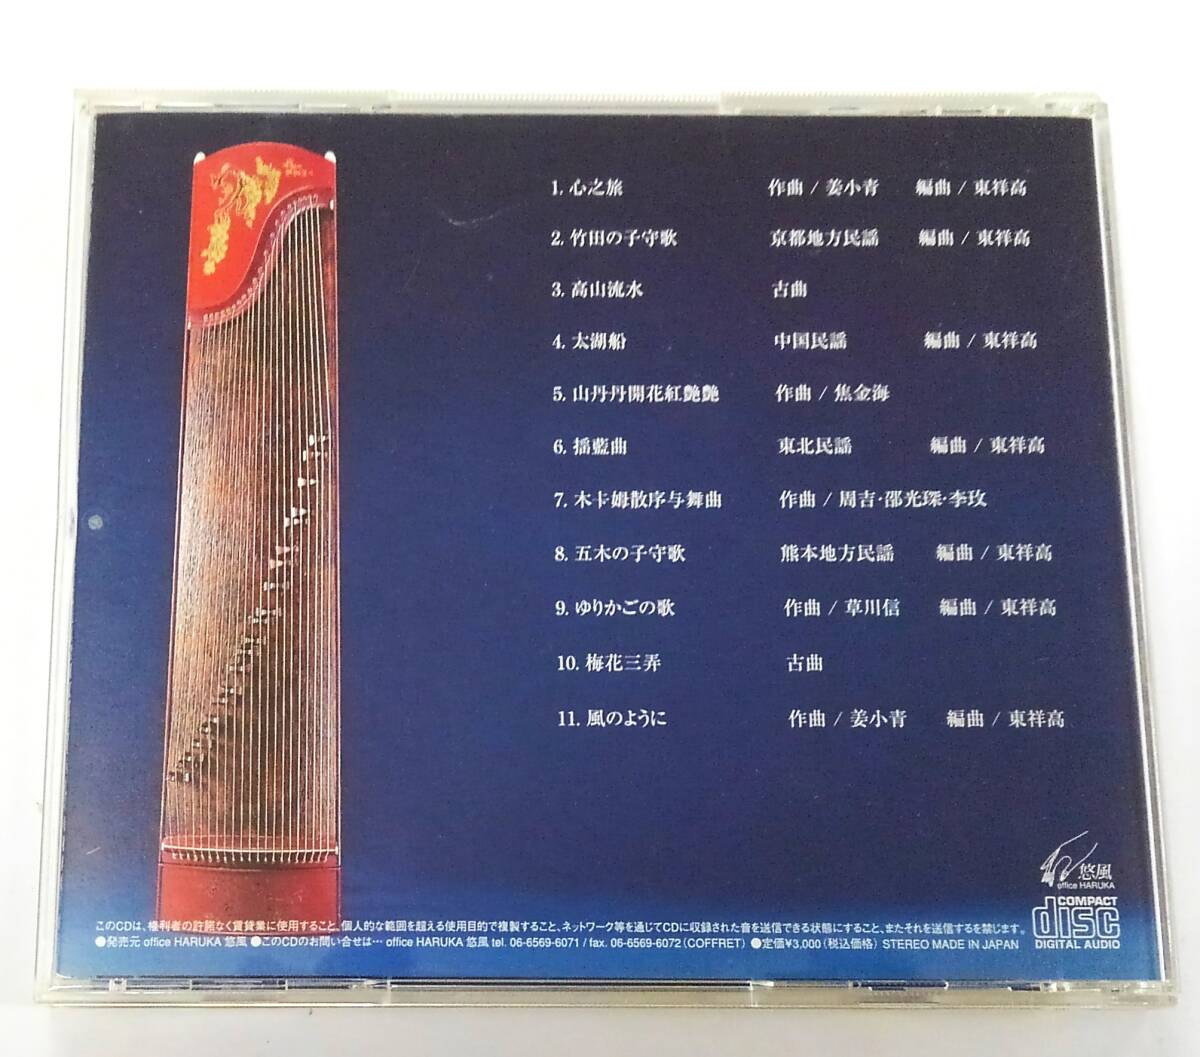 1. 心之旅 作曲 / 姜小青 編曲 / 東祥高
2. 竹田の子守歌 京都地方民謡 編曲 / 東祥高
3. 高山流水 古曲
4. 太湖船 中国民謡 編曲 / 東祥高
5. 山丹丹開花紅艶艶 作曲 / 焦金海
6. 揺藍曲 東北民謡 編曲 / 東祥高
7. 木卡姆散序与舞曲 作曲 / 周吉・邵光琛・李玫
8. 五木の子守歌 熊本地方民謡 編曲 / 東祥高
9. ゆりかごの歌 作曲 / 草川信 編曲 / 東祥高
10. 梅花三弄 古曲
11. 風のように 作曲 / 姜小青 編曲 / 東祥高
悠風
office HARUKA
COMPACT
disc
DIGITAL AUDIO
このCDは、権利者の許諾なく賃貸業に使用すること、個人的な範囲を超える使用目的で複製すること、ネットワーク等を通じてCDに収録された音を送信できる状態にすること、またそれを送信するを禁じます。
●発売元 office HARUKA 悠風 ●このCDのお問い合せは… office HARUKA 悠風 tel. 06-6569-6071 / fax. 06-6569-6072 (COFFRET) ●定価¥3,000（税込価格） STEREO MADE IN JAPAN